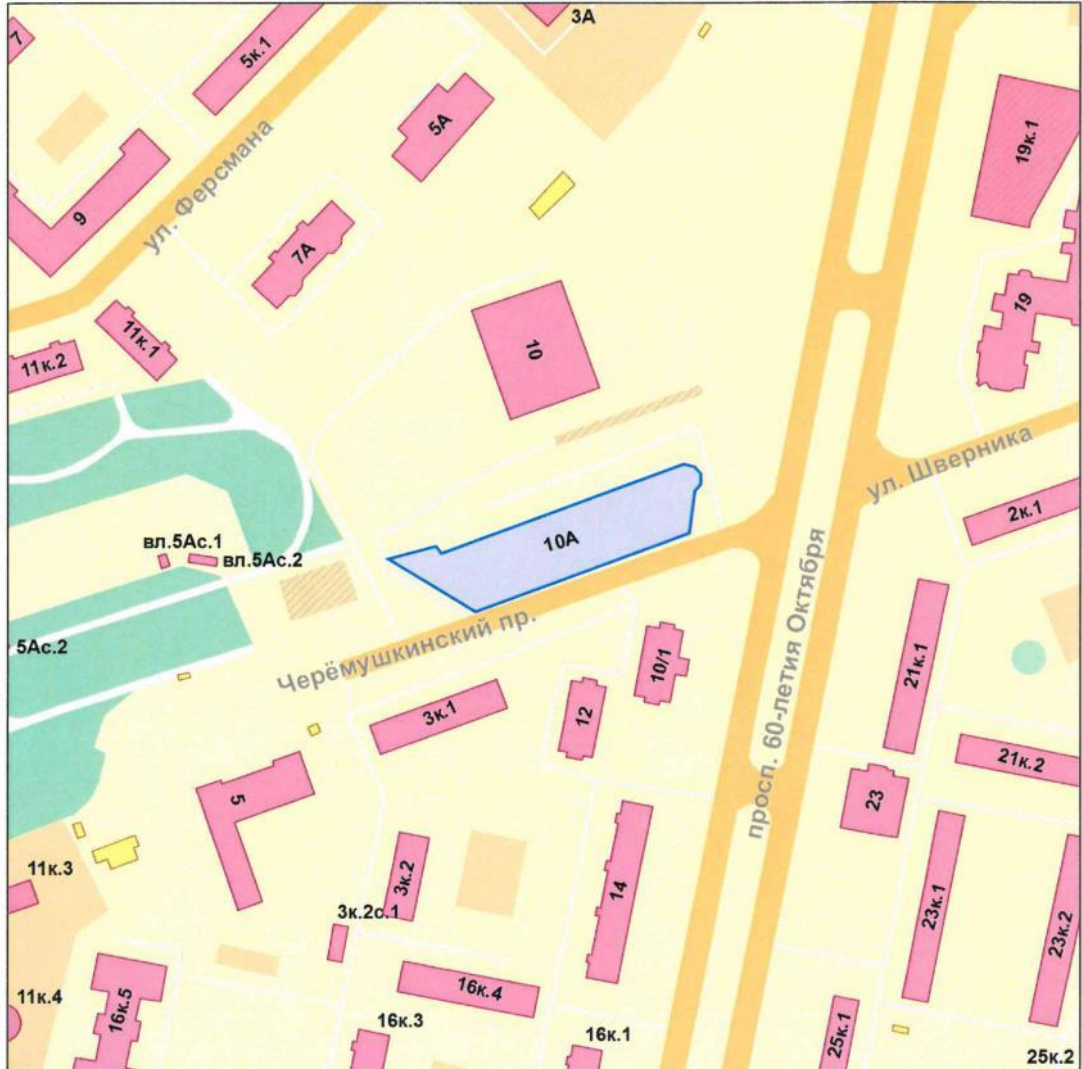 3А
7
5к.1
5А
19к.1
9
ул. Ферсмана
7А
19
11к.1
10
11к.2
ул. Шверника
2к.1
10А
вл.5Ас.1
вл.5Ас.2
5Ас.2
Черёмушкинский пр.
просп. 60-летия Октября
10/1
21к.1
3к.1
12
21к.2
5
23
11к.3
3к.2
14
3к.2с.1
23к.1
23к.2
16к.4
11к.4
16к.5
16к.3
16к.1
25к.1
25к.2